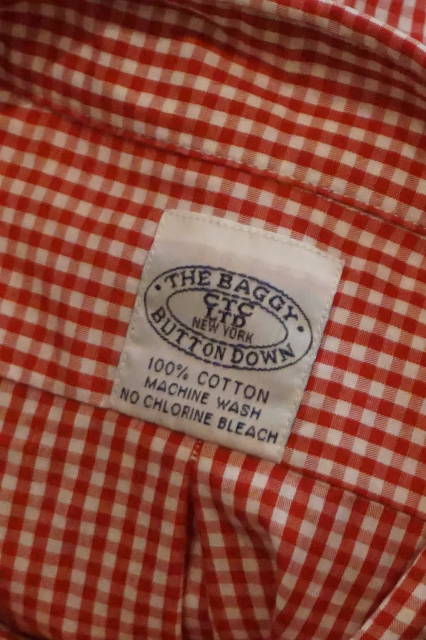 • THE BAGGY •
CTC
LTD
NEW YORK
BUTTON DOWN
100% COTTON
MACHINE WASH
NO CHLORINE BLEACH